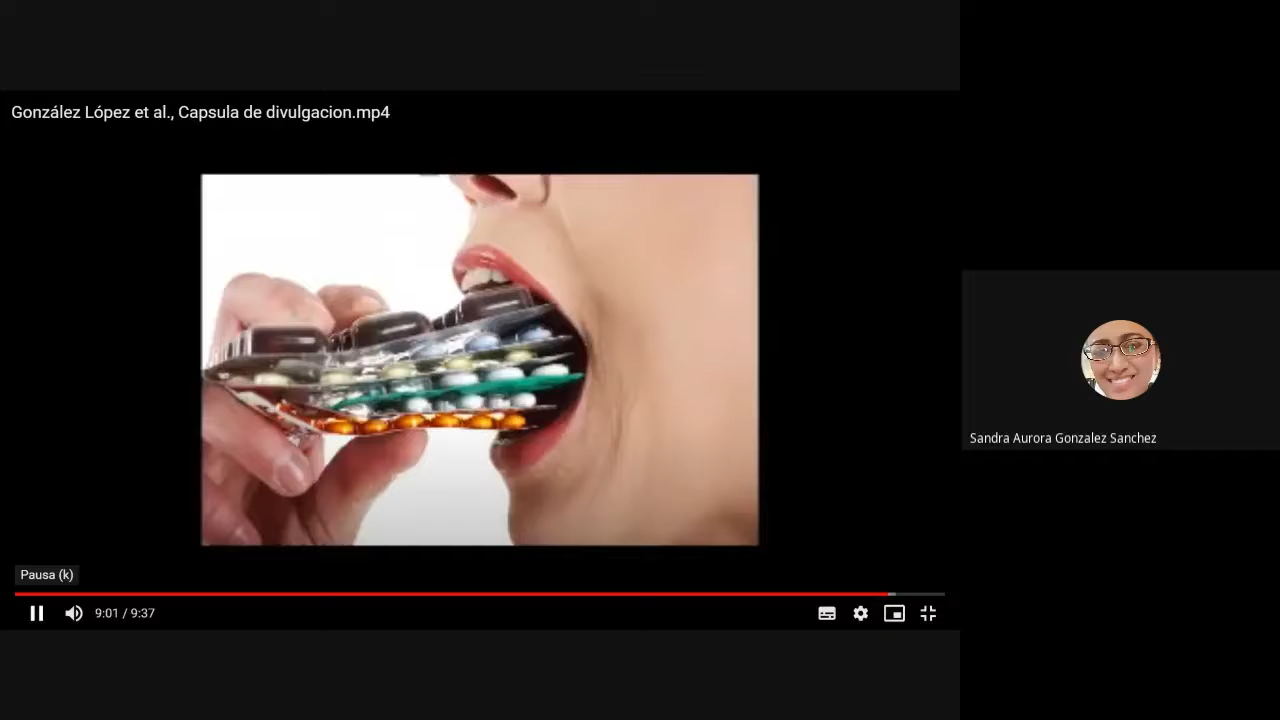 González López et al., Capsula de divulgacion.mp4
Sandra Aurora Gonzalez Sanchez
Pausa (k)
9:01 / 9:37